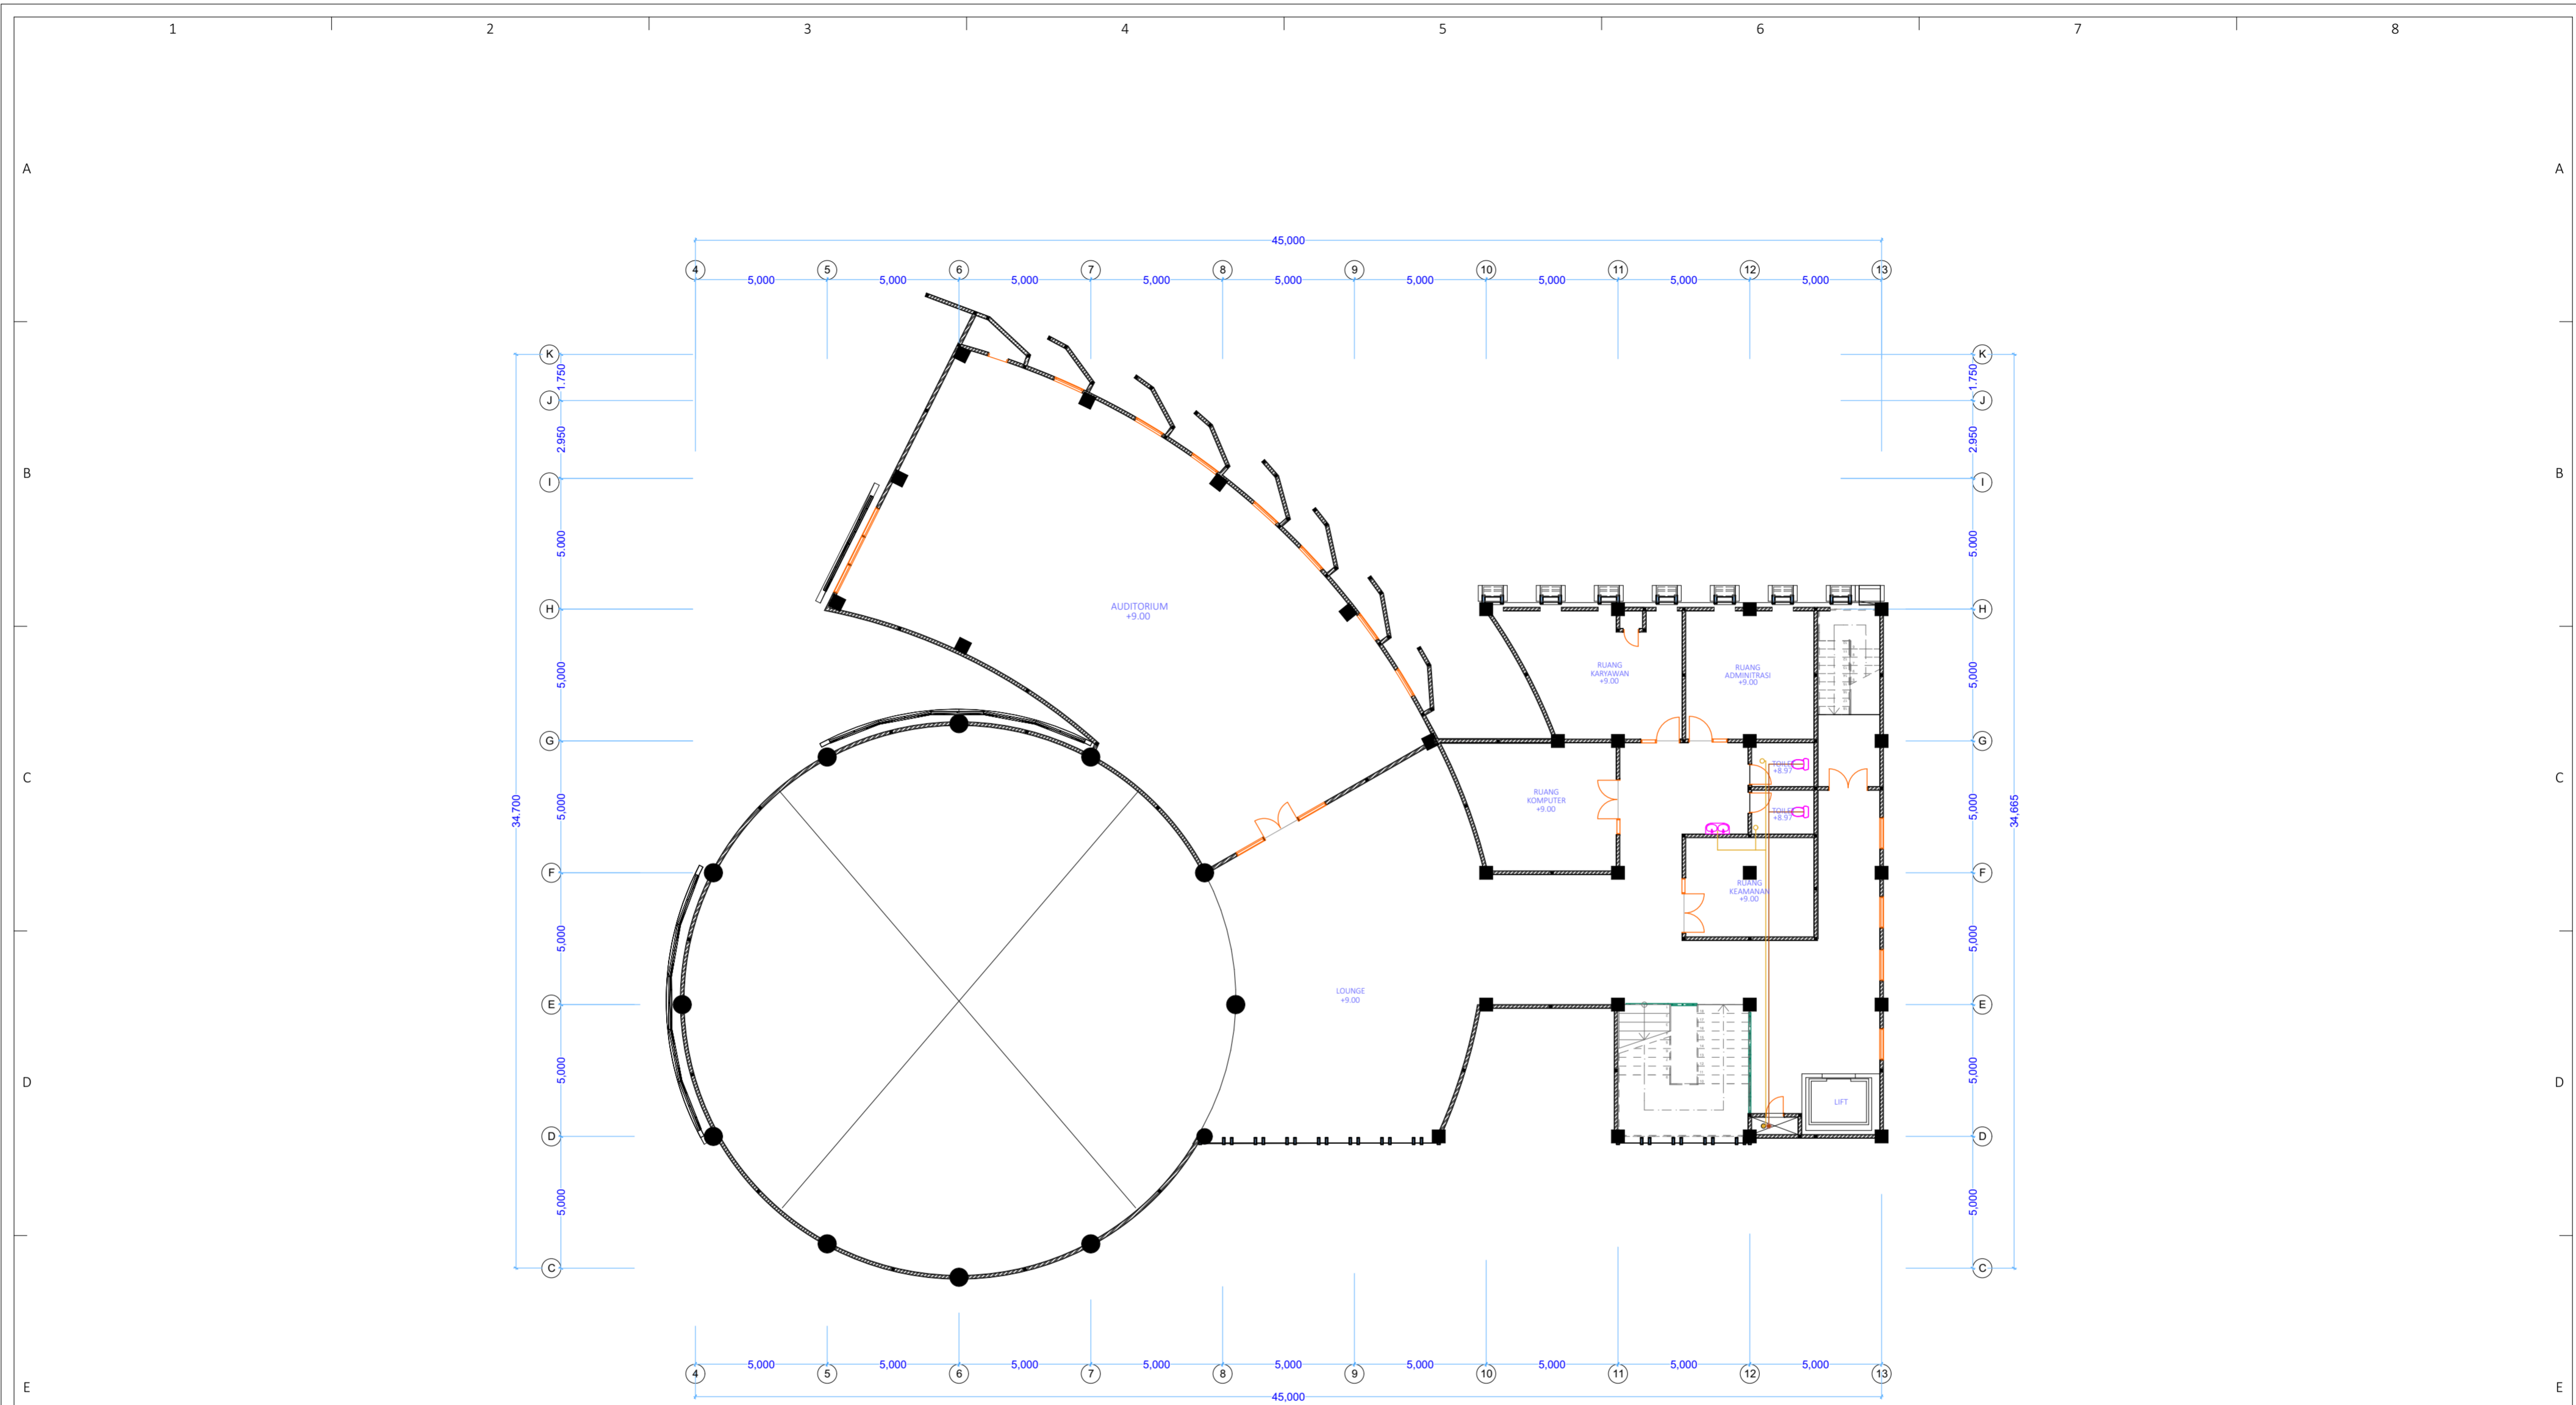 1 2 3 4 5 6 7 8
A A
45,000
4 5 6 7 8 9 10 11 12 13
5,000 5,000 5,000 5,000 5,000 5,000 5,000 5,000 5,000
K K
1.750 1.750
J J
2.950 2.950
B B
I I
5.000 5.000
H H
AUDITORIUM
+9.00
5,000 5,000
RUANG
KARYAWAN
+9.00
RUANG
ADMINITRASI
+9.00
G G
C C
TOILET
+8.97
34.700 34,665
5,000 5,000
RUANG
KOMPUTER
+9.00
TOILET
+8.97
F F
RUANG
KEAMANAN
+9.00
5,000 5,000
LOUNGE
+9.00
E E
5,000 5,000
D D
LIFT
D D
5,000 5,000
C C
5,000 5,000 5,000 5,000 5,000 5,000 5,000 5,000 5,000
4 5 6 7 8 9 10 11 12 13
E E
45,000